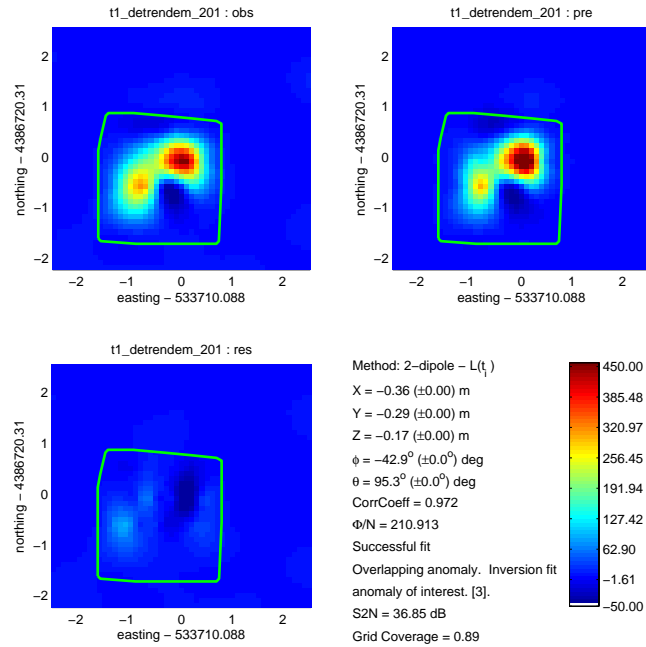 t1_detrendem_201 : obs
t1_detrendem_201 : pre
2
1
0
−1
−2
northing − 4386720.31
−2 −1 0 1 2
easting − 533710.088
2
1
0
−1
−2
northing − 4386720.31
−2 −1 0 1 2
easting − 533710.088
t1_detrendem_201 : res
2
1
0
−1
−2
northing − 4386720.31
−2 −1 0 1 2
easting − 533710.088
Method: 2−dipole − L(t_i)
X = −0.36 (±0.00) m
Y = −0.29 (±0.00) m
Z = −0.17 (±0.00) m
ϕ = −42.9° (±0.0°) deg
θ = 95.3° (±0.0°) deg
CorrCoeff = 0.972
Φ/N = 210.913
Successful fit
Overlapping anomaly. Inversion fit
anomaly of interest. [3].
S2N = 36.85 dB
Grid Coverage = 0.89
450.00
385.48
320.97
256.45
191.94
127.42
62.90
−1.61
−50.00